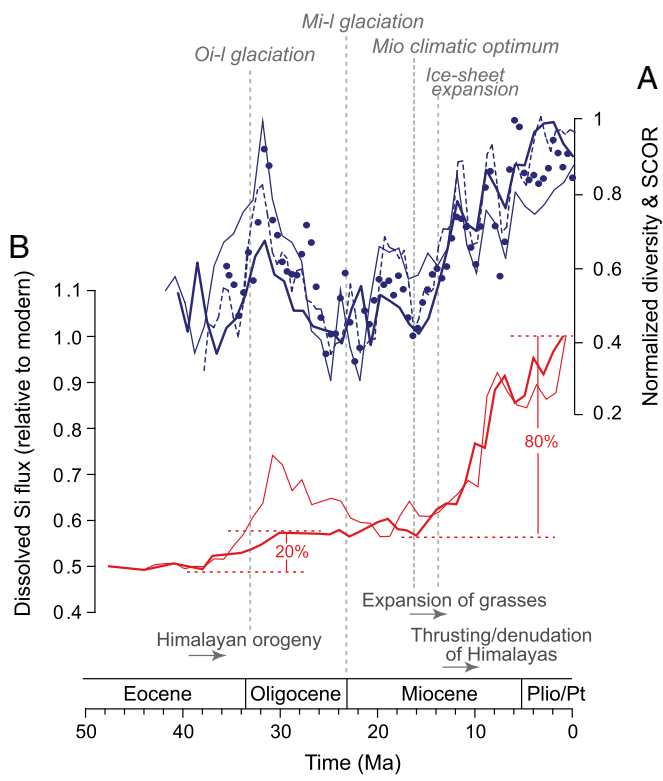 Mi-l glaciation
Oi-l glaciation
Mio climatic optimum
Ice-sheet
expansion
A
B
Normalized diversity & SCOR
1
0.8
0.6
0.4
0.2
Dissolved Si flux (relative to modern)
1.1
1.0
0.9
0.8
0.7
0.6
0.5
0.4
80%
20%
Expansion of grasses
Himalayan orogeny
Thrusting/denudation
of Himalayas
Eocene
Oligocene
Miocene
Plio/Pt
50
40
30
20
10
0
Time (Ma)